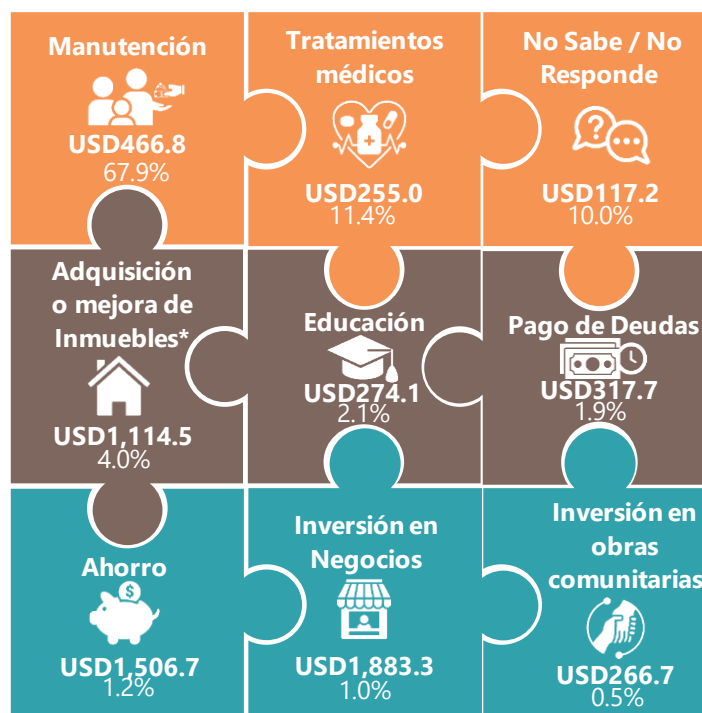 Manutención
USD466.8
67.9%
Tratamientos
médicos
USD255.0
11.4%
No Sabe / No
Responde
USD117.2
10.0%
Adquisición
o mejora de
Inmuebles*
USD1,114.5
4.0%
Educación
USD274.1
2.1%
Pago de Deudas
USD317.7
1.9%
Ahorro
$
USD1,506.7
1.2%
Inversión en
Negocios
USD1,883.3
1.0%
Inversión en
obras
comunitarias
USD266.7
0.5%